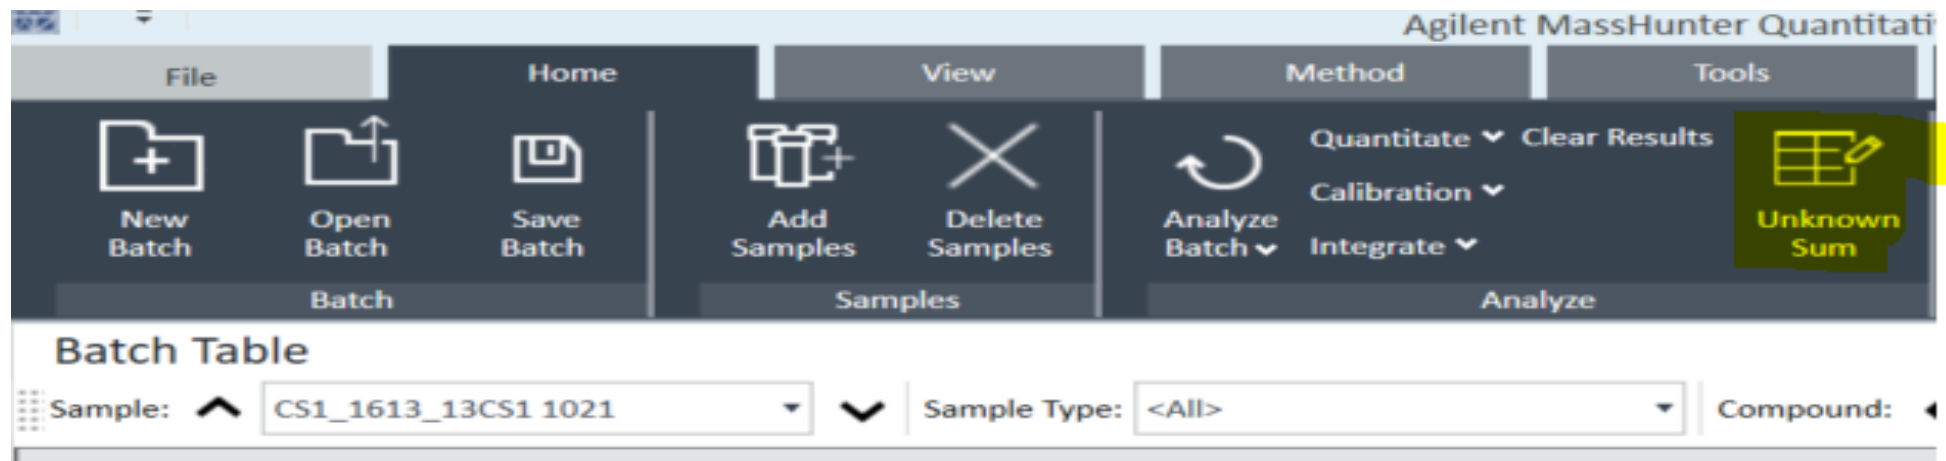 Agilent MassHunter Quantitati
File Home View Method Tools
New Batch
Open Batch
Save Batch
Add Samples
Delete Samples
Analyze Batch
Quantitate
Clear Results
Calibration
Integrate
Unknown Sum
Batch Samples Analyze
Batch Table
Sample: CS1_1613_13CS1 1021 Sample Type: <All> Compound: